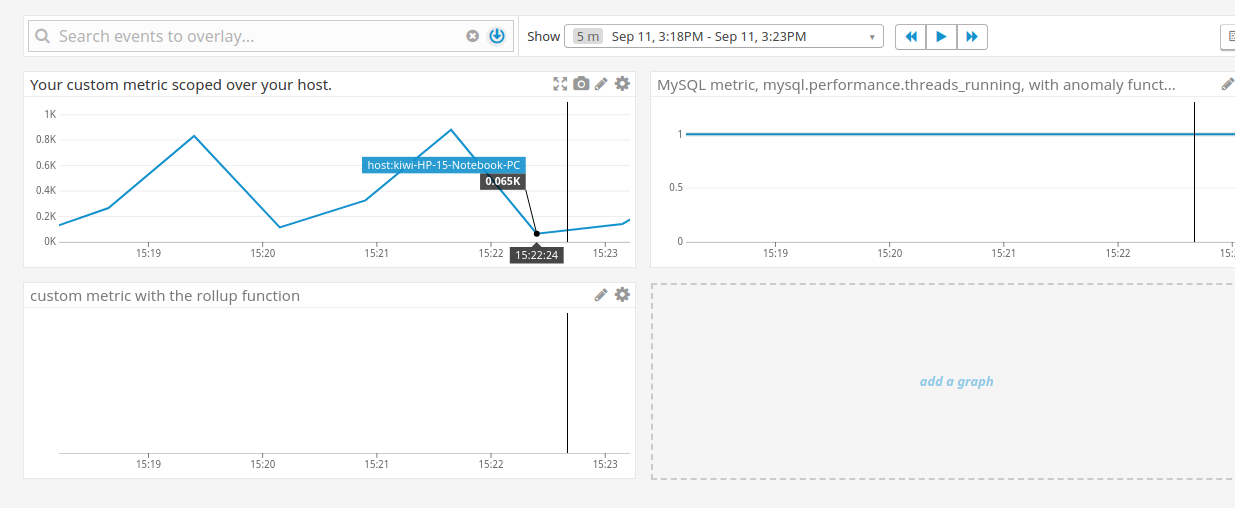 Search events to overlay...
Show
5 m Sep 11, 3:18PM - Sep 11, 3:23PM
Your custom metric scoped over your host.
1K
0.8K
0.6K
0.4K
0.2K
0K
host:kiwi-HP-15-Notebook-PC
0.065K
15:19
15:20
15:21
15:22
15:22:24
15:23
MySQL metric, mysql.performance.threads_running, with anomaly funct...
1
0.5
0
15:19
15:20
15:21
15:22
custom metric with the rollup function
15:19
15:20
15:21
15:22
15:23
add a graph